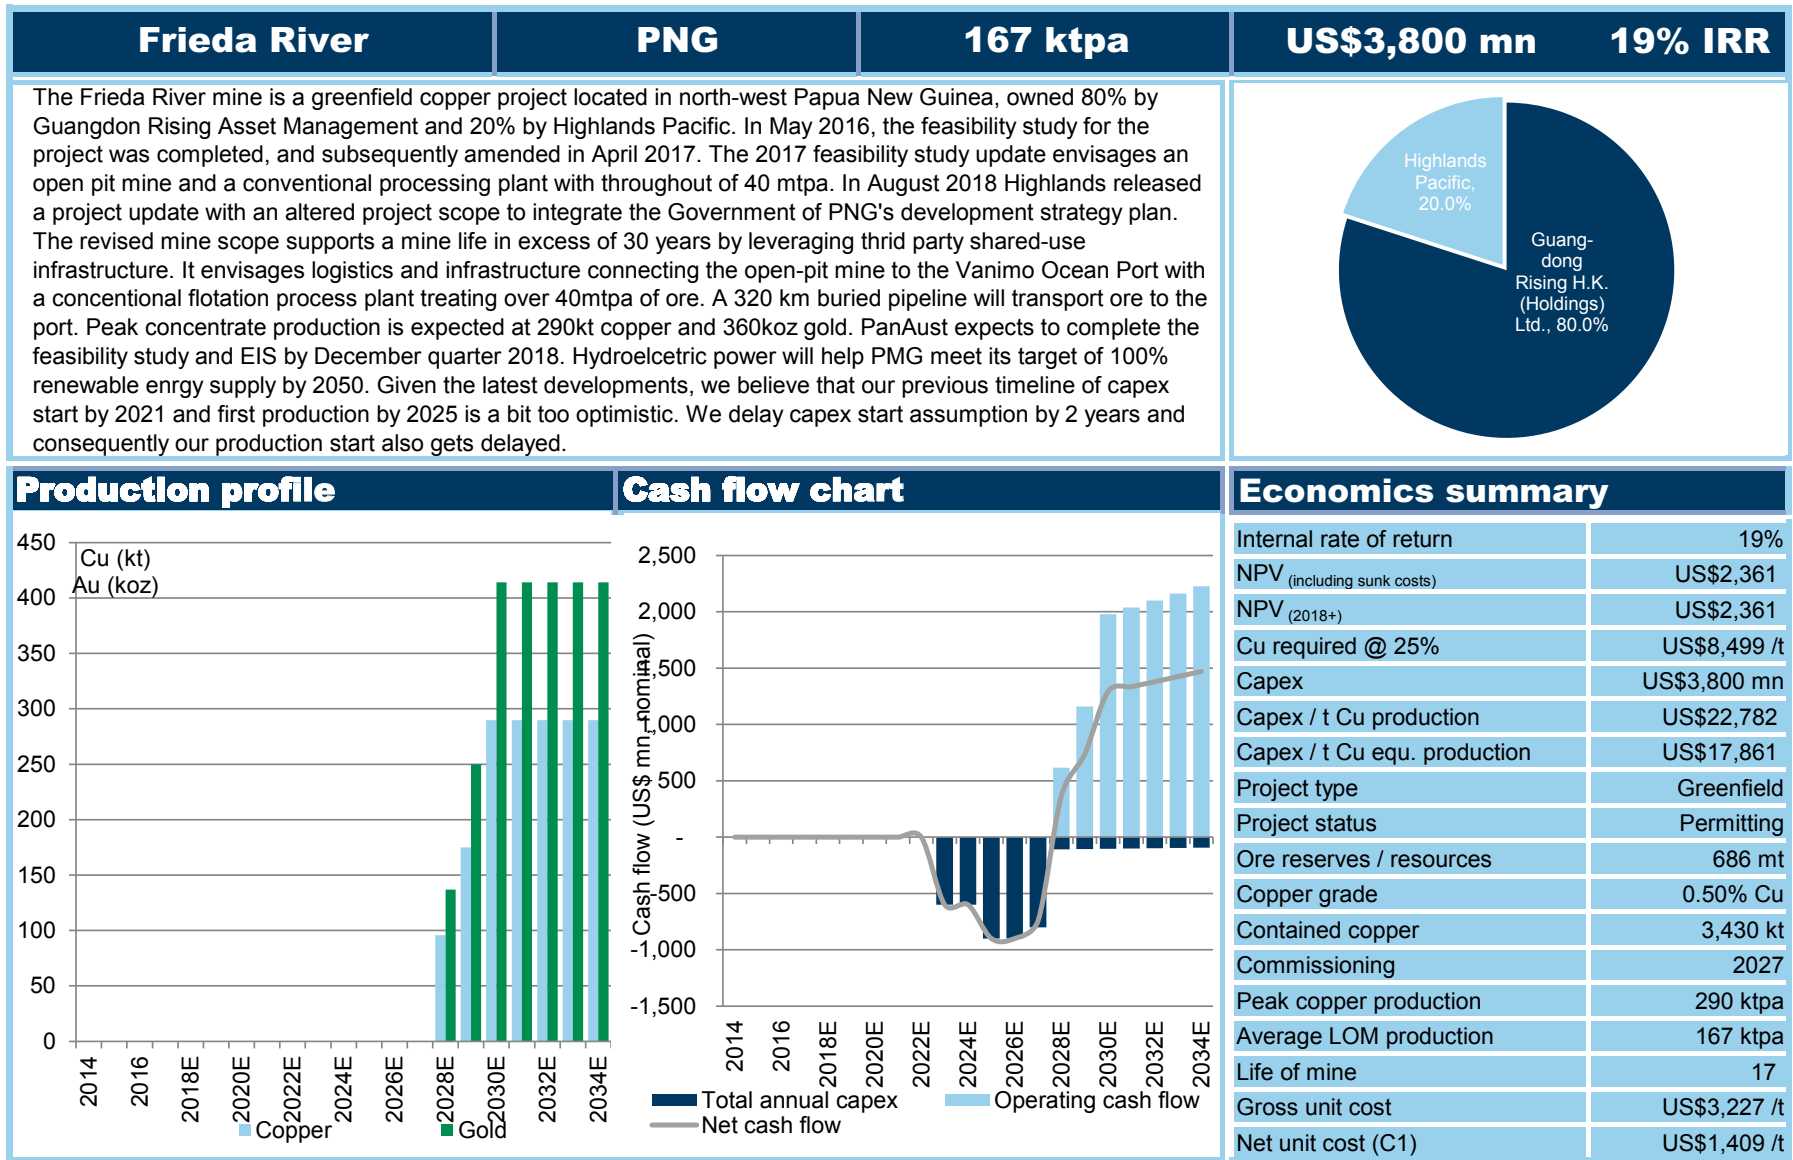 Frieda River
PNG
167 ktpa
US$3,800 mn
19% IRR
The Frieda River mine is a greenfield copper project located in north-west Papua New Guinea, owned 80% by
Guangdon Rising Asset Management and 20% by Highlands Pacific. In May 2016, the feasibility study for the
project was completed, and subsequently amended in April 2017. The 2017 feasibility study update envisages an
open pit mine and a conventional processing plant with throughout of 40 mtpa. In August 2018 Highlands released
a project update with an altered project scope to integrate the Government of PNG's development strategy plan.
The revised mine scope supports a mine life in excess of 30 years by leveraging thrid party shared-use
infrastructure. It envisages logistics and infrastructure connecting the open-pit mine to the Vanimo Ocean Port with
a concentional flotation process plant treating over 40mtpa of ore. A 320 km buried pipeline will transport ore to the
port. Peak concentrate production is expected at 290kt copper and 360koz gold. PanAust expects to complete the
feasibility study and EIS by December quarter 2018. Hydroelcetric power will help PMG meet its target of 100%
renewable enrgy supply by 2050. Given the latest developments, we believe that our previous timeline of capex
start by 2021 and first production by 2025 is a bit too optimistic. We delay capex start assumption by 2 years and
consequently our production start also gets delayed.
Highlands
Pacific,
20.0%
Guang-
dong
Rising H.K.
(Holdings)
Ltd., 80.0%
Production profile
450
400
350
300
250
200
150
100
50
0
Cu (kt)
Au (koz)
2014
2016
2018E
2020E
2022E
2024E
2026E
2028E
2030E
2032E
2034E
Copper
Gold
Cash flow chart
Cash flow (US$ mn, nominal)
2,500
2,000
1,500
1,000
500
-
-500
-1,000
-1,500
2014
2016
2018E
2020E
2022E
2024E
2026E
2028E
2030E
2032E
2034E
Total annual capex
Operating cash flow
Net cash flow
Economics summary
Internal rate of return 19%
NPV (including sunk costs) US$2,361
NPV (2018+) US$2,361
Cu required @ 25% US$8,499 /t
Capex US$3,800 mn
Capex / t Cu production US$22,782
Capex / t Cu equ. production US$17,861
Project type Greenfield
Project status Permitting
Ore reserves / resources 686 mt
Copper grade 0.50% Cu
Contained copper 3,430 kt
Commissioning 2027
Peak copper production 290 ktpa
Average LOM production 167 ktpa
Life of mine 17
Gross unit cost US$3,227 /t
Net unit cost (C1) US$1,409 /t